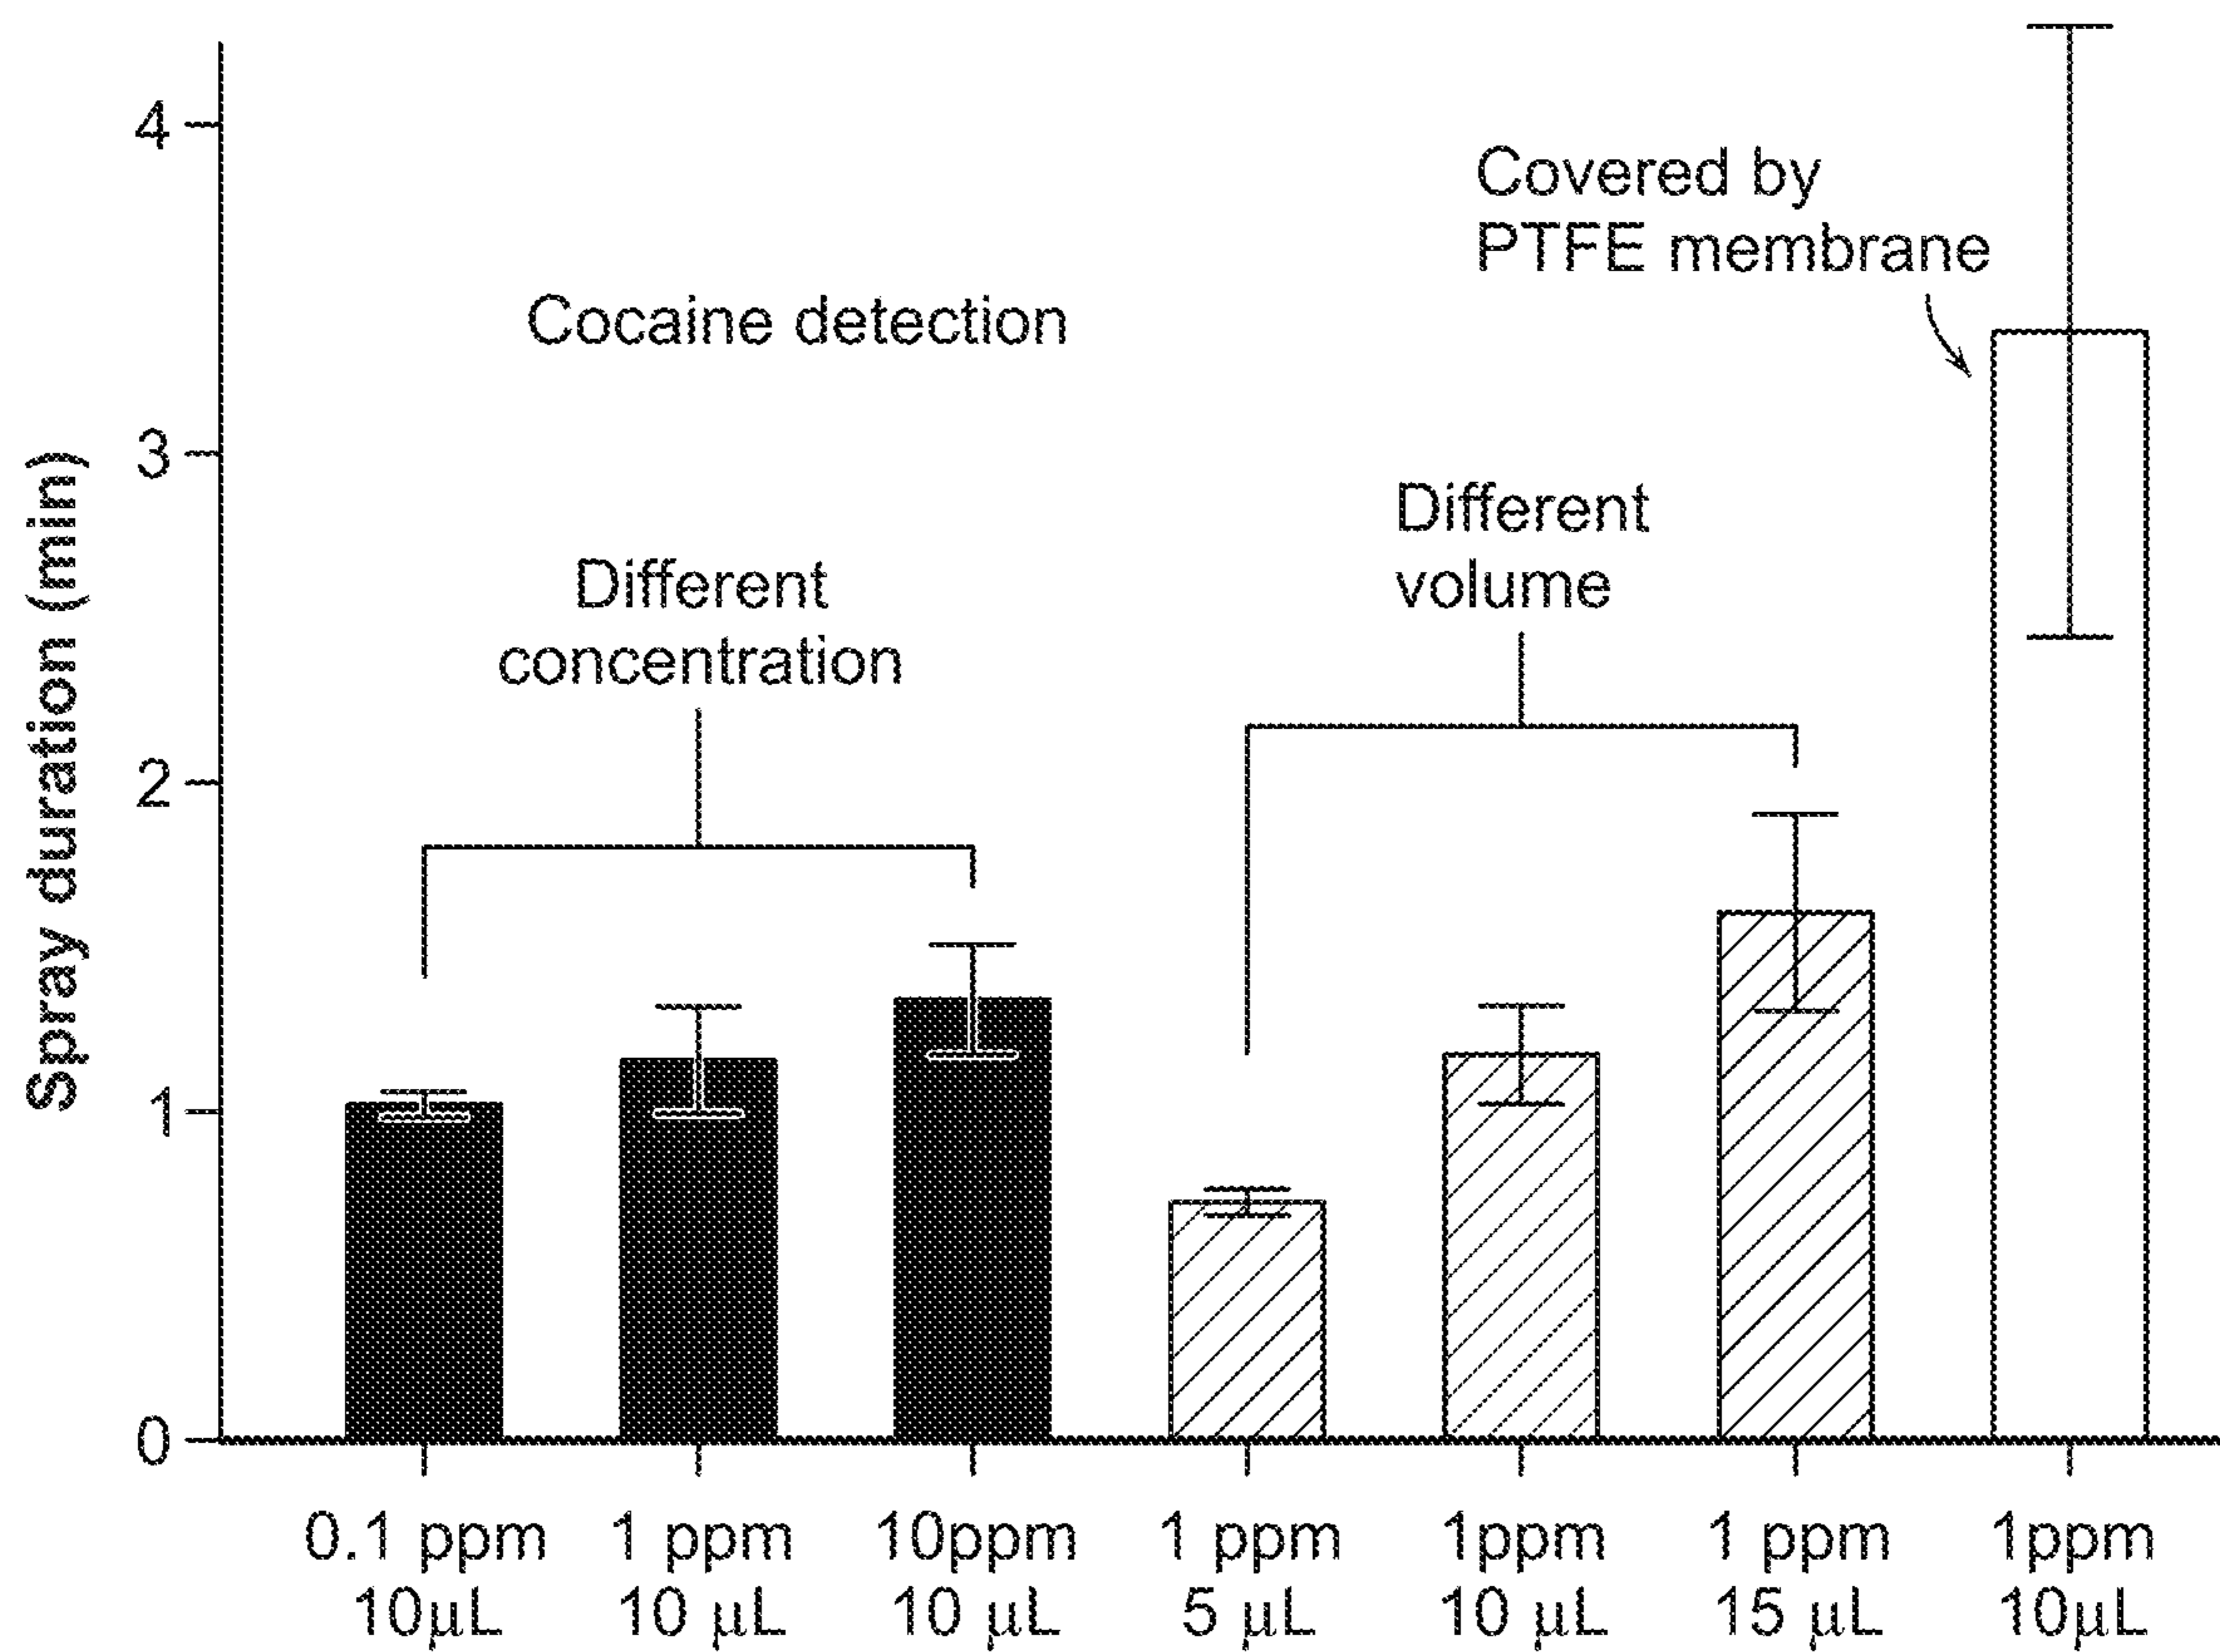 Spray duration (min)
4
3
2
1
0
Cocaine detection
Different
concentration
Different
volume
Covered by
PTFE membrane
0.1 ppm
10μL
1 ppm
10 μL
10ppm
10 μL
1 ppm
5 μL
1ppm
10 μL
1 ppm
15 μL
1ppm
10μL